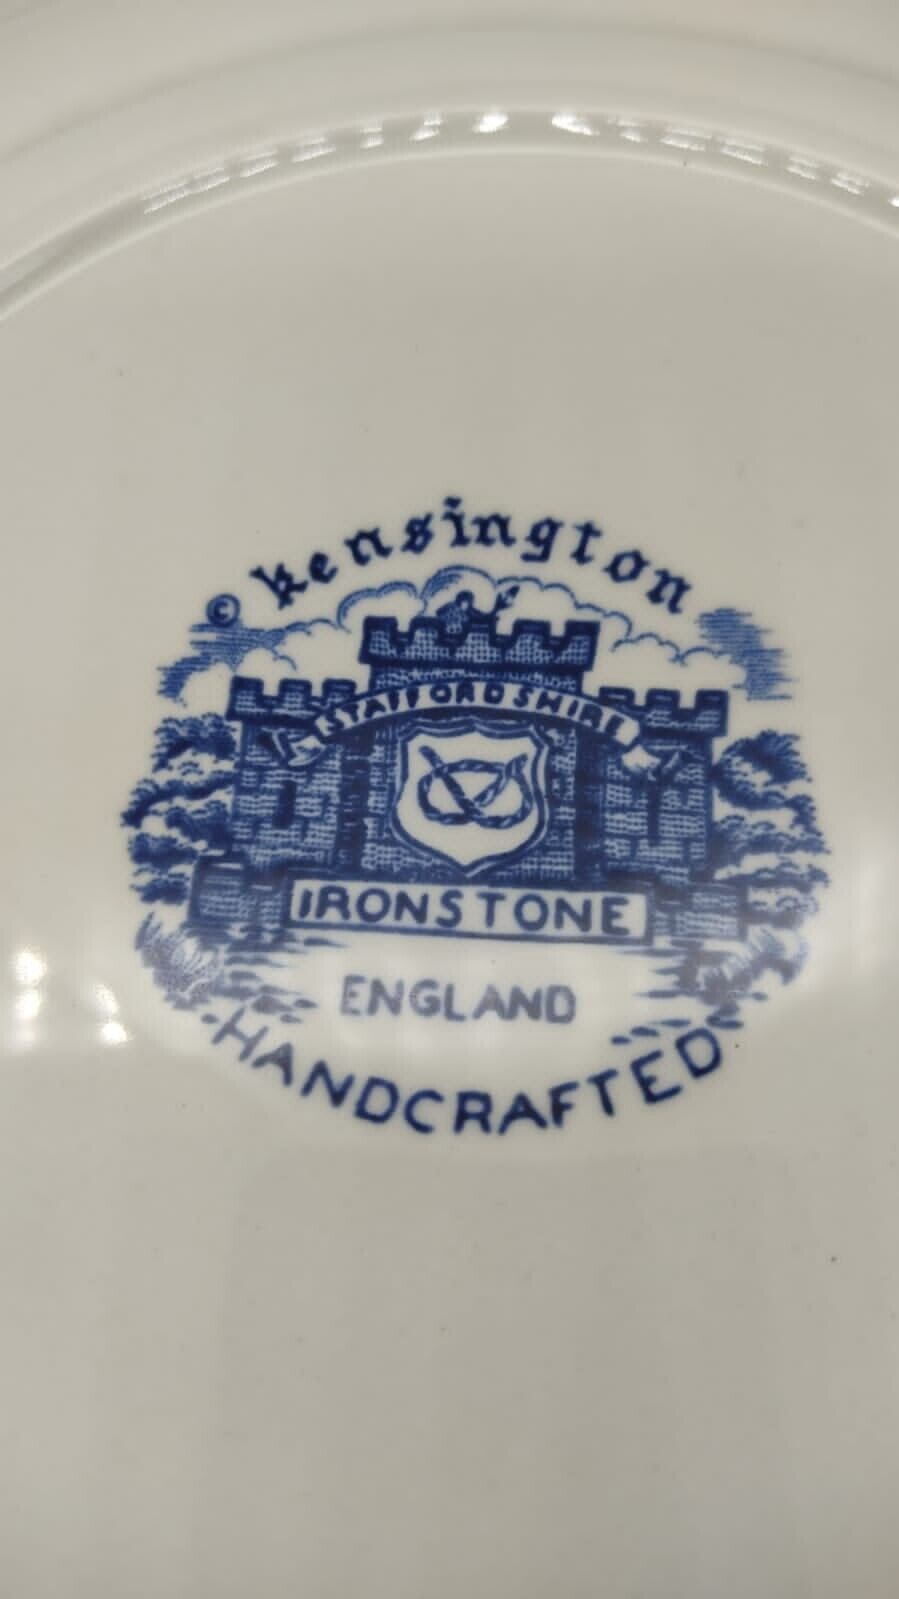 © kensington
STAFFORDSHIRE
IRONSTONE
ENGLAND
HANDCRAFTED